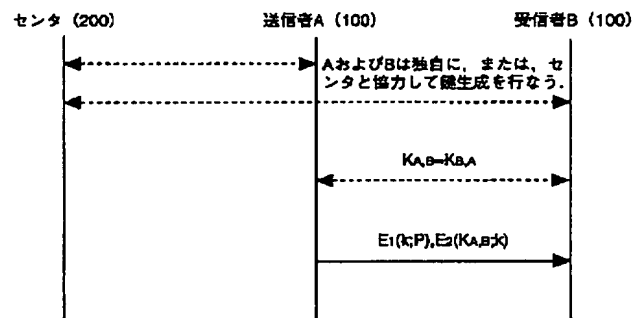 センタ (200)
送信者A (100)
受信者B (100)
AおよびBは独自に，または，セ
ンタと協力して鍵生成を行なう．
KA,B=KB,A
E1(k;P),E2(KA,B;k)